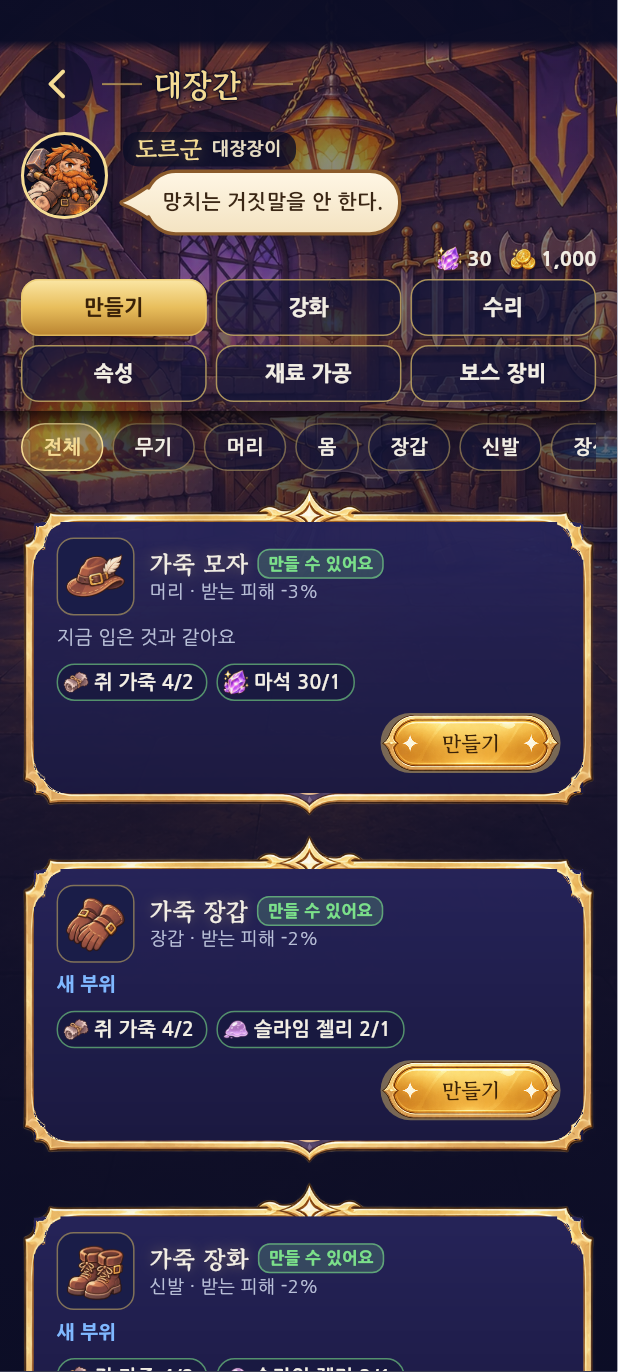 대장간
도르군 대장장이
망치는 거짓말을 안 한다.
30 1,000
만들기 강화 수리
속성 재료 가공 보스 장비
전체 무기 머리 몸 장갑 신발
가죽 모자 만들 수 있어요
머리 · 받는 피해 -3%
지금 입은 것과 같아요
쥐 가죽 4/2 마석 30/1
만들기
가죽 장갑 만들 수 있어요
장갑 · 받는 피해 -2%
새 부위
쥐 가죽 4/2 슬라임 젤리 2/1
만들기
가죽 장화 만들 수 있어요
신발 · 받는 피해 -2%
새 부위